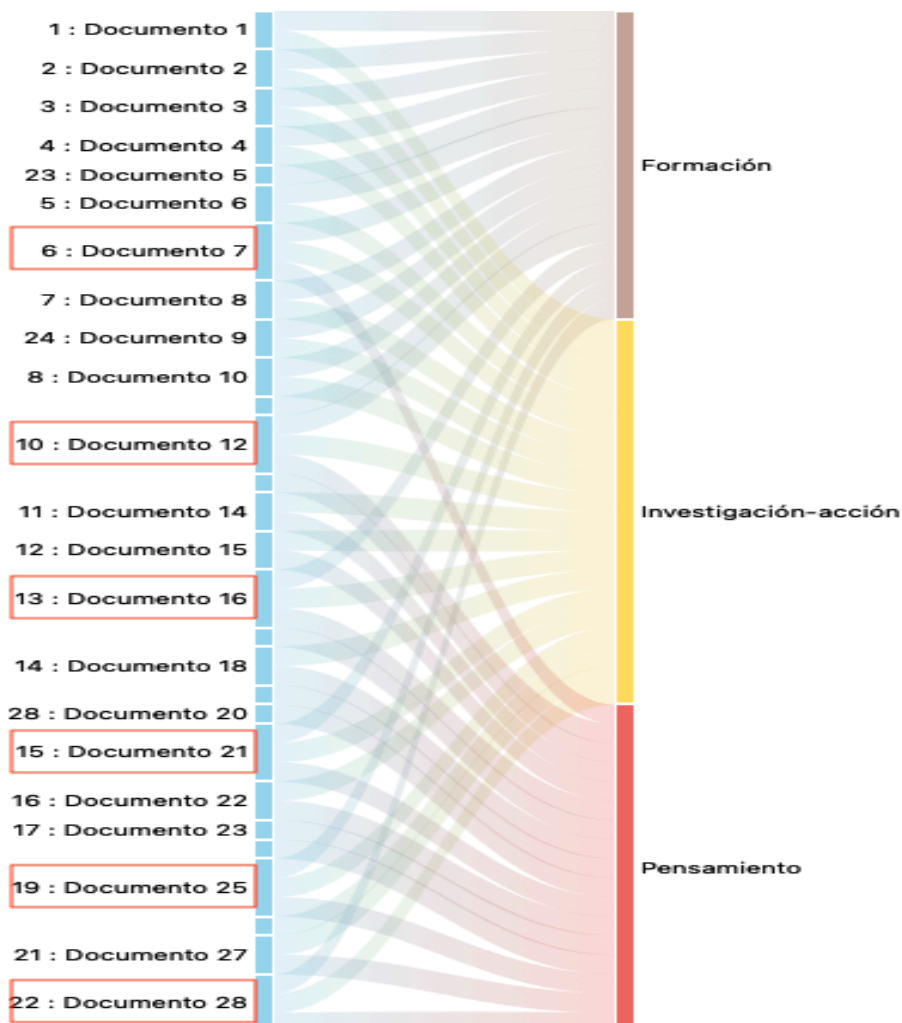 1 : Documento 1
2 : Documento 2
3 : Documento 3
4 : Documento 4
23 : Documento 5
5 : Documento 6
6 : Documento 7
7 : Documento 8
24 : Documento 9
8 : Documento 10
10 : Documento 12
11 : Documento 14
12 : Documento 15
13 : Documento 16
14 : Documento 18
28 : Documento 20
15 : Documento 21
16 : Documento 22
17 : Documento 23
19 : Documento 25
21 : Documento 27
22 : Documento 28
Formación
Investigación-acción
Pensamiento